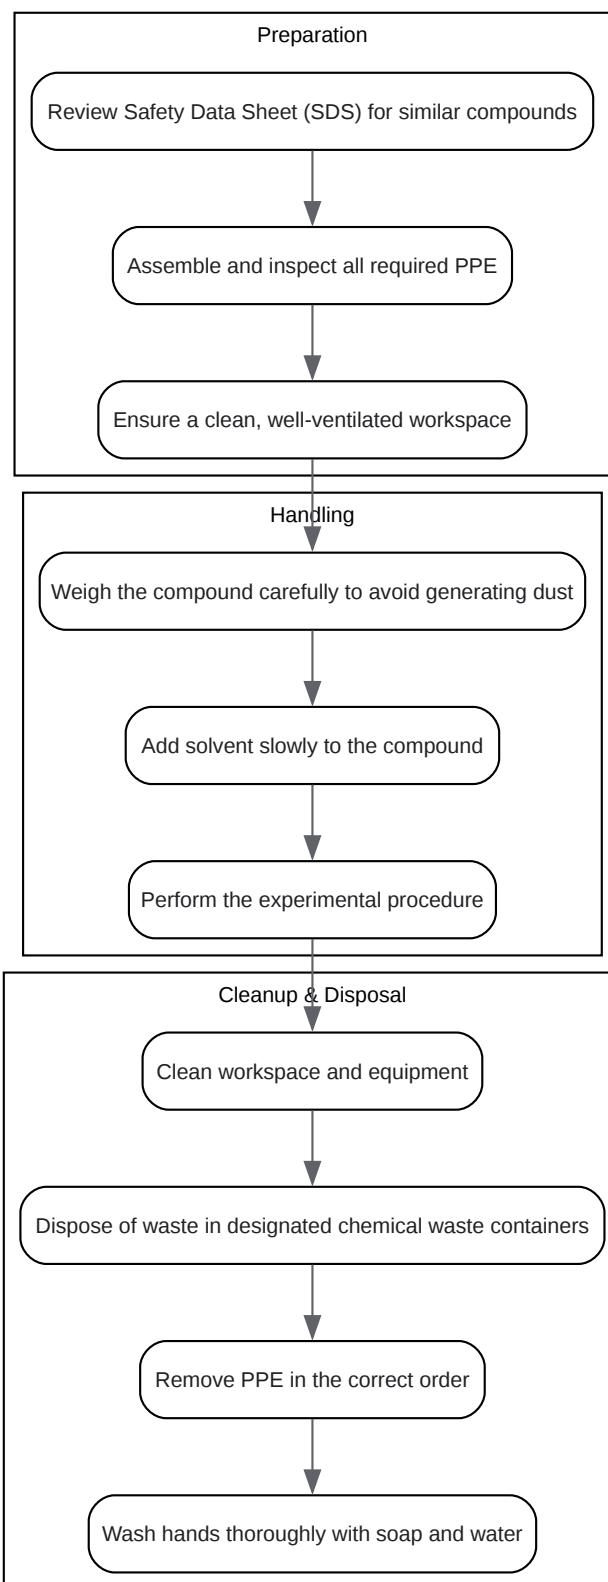 Preparation
Review Safety Data Sheet (SDS) for similar compounds
Assemble and inspect all required PPE
Ensure a clean, well-ventilated workspace
Handling
Weigh the compound carefully to avoid generating dust
Add solvent slowly to the compound
Perform the experimental procedure
Cleanup & Disposal
Clean workspace and equipment
Dispose of waste in designated chemical waste containers
Remove PPE in the correct order
Wash hands thoroughly with soap and water